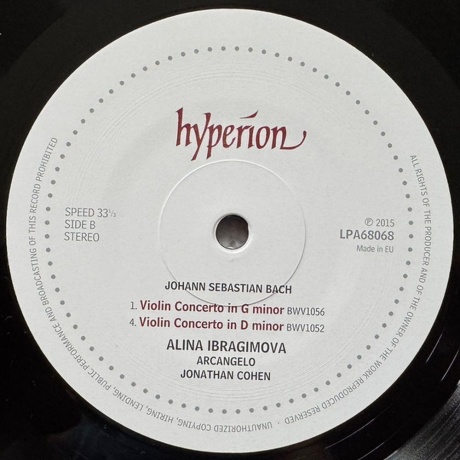 hyperion
SPEED 33 1/3
SIDE B
STEREO
℗ 2015
LPA68068
Made in EU
JOHANN SEBASTIAN BACH
1. Violin Concerto in G minor BWV1056
4. Violin Concerto in D minor BWV1052
ALINA IBRAGIMOVA
ARCANGELO
JONATHAN COHEN
ALL RIGHTS OF THE PRODUCER AND OF THE OWNER OF THE WORK REPRODUCED RESERVED · UNAUTHORIZED COPYING, HIRING, LENDING, PUBLIC PERFORMANCE AND BROADCASTING OF THIS RECORD PROHIBITED